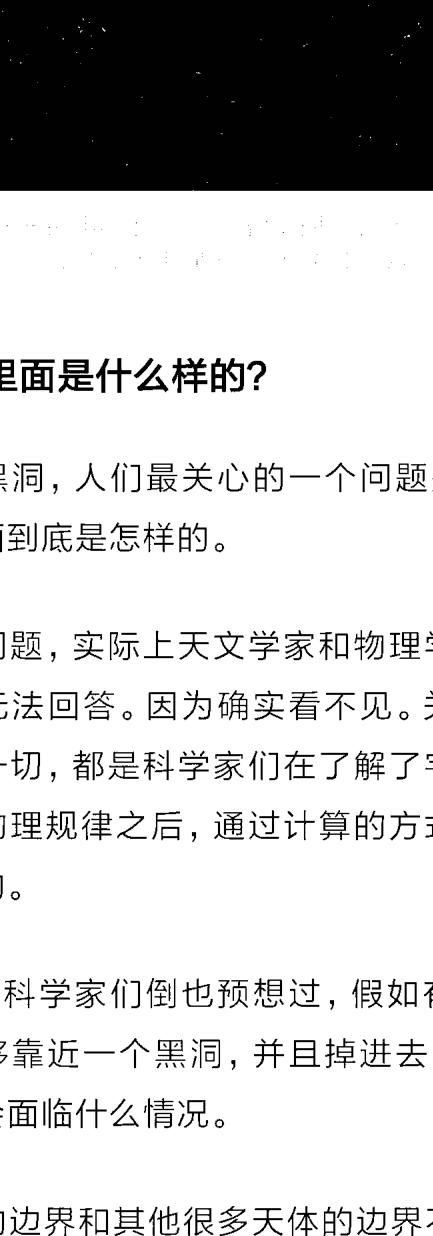 里面是什么样的?
黑洞,人们最关心的一个问题
到底是怎样的。
问题,实际上天文学家和物理学
无法回答。因为确实看不见。
一切,都是科学家们在了解了
物理规律之后,通过计算的方式
的。
科学家们倒也预想过,假如有
够靠近一个黑洞,并且掉进去
会面临什么情况。
的边界和其他很多天体的边界不